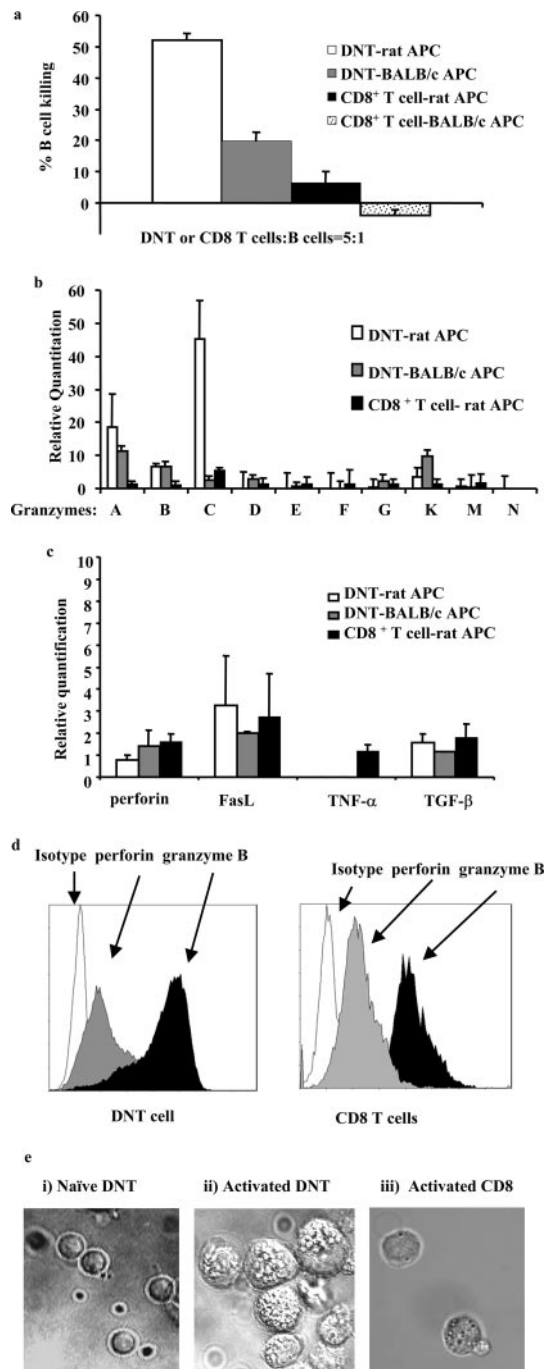 a
60
50
40
30
20
10
0
% B cell killing
DNT-rat APC
DNT-BALB/c APC
CD8⁺ T cell-rat APC
CD8⁺ T cell-BALB/c APC
DNT or CD8 T cells:B cells=5:1
b
60
50
40
30
20
10
0
Relative Quantitation
DNT-rat APC
DNT-BALB/c APC
CD8⁺ T cell- rat APC
Granzymes: A B C D E F G K M N
c
10
9
8
7
6
5
4
3
2
1
0
Relative quantification
DNT-rat APC
DNT-BALB/c APC
CD8⁺ T cell-rat APC
perforin FasL TNF-α TGF-β
d
Isotype perforin granzyme B
Isotype perforin granzyme B
DNT cell
CD8 T cells
e
i) Naïve DNT ii) Activated DNT iii) Activated CD8